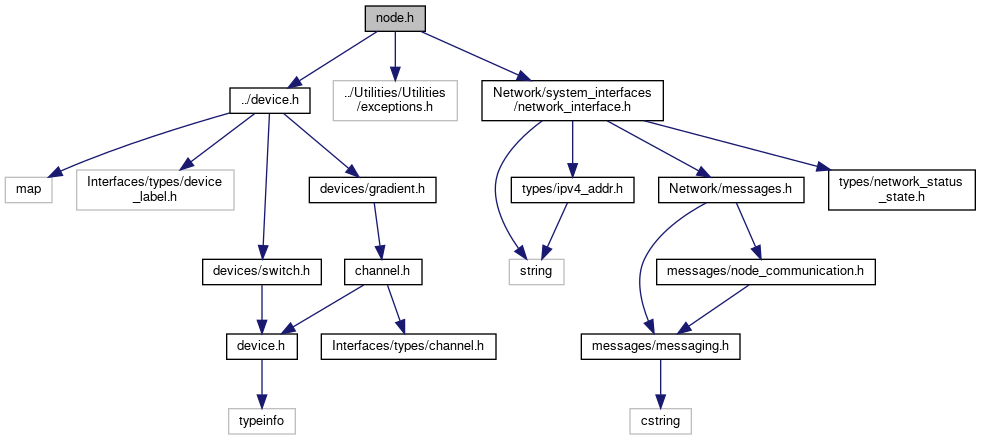 node.h
../device.h
../Utilities/Utilities
/exceptions.h
Network/system_interfaces
/network_interface.h
map
Interfaces/types/device
_label.h
devices/gradient.h
types/ipv4_addr.h
Network/messages.h
types/network_status
_state.h
devices/switch.h
channel.h
string
messages/node_communication.h
device.h
Interfaces/types/channel.h
messages/messaging.h
typeinfo
cstring